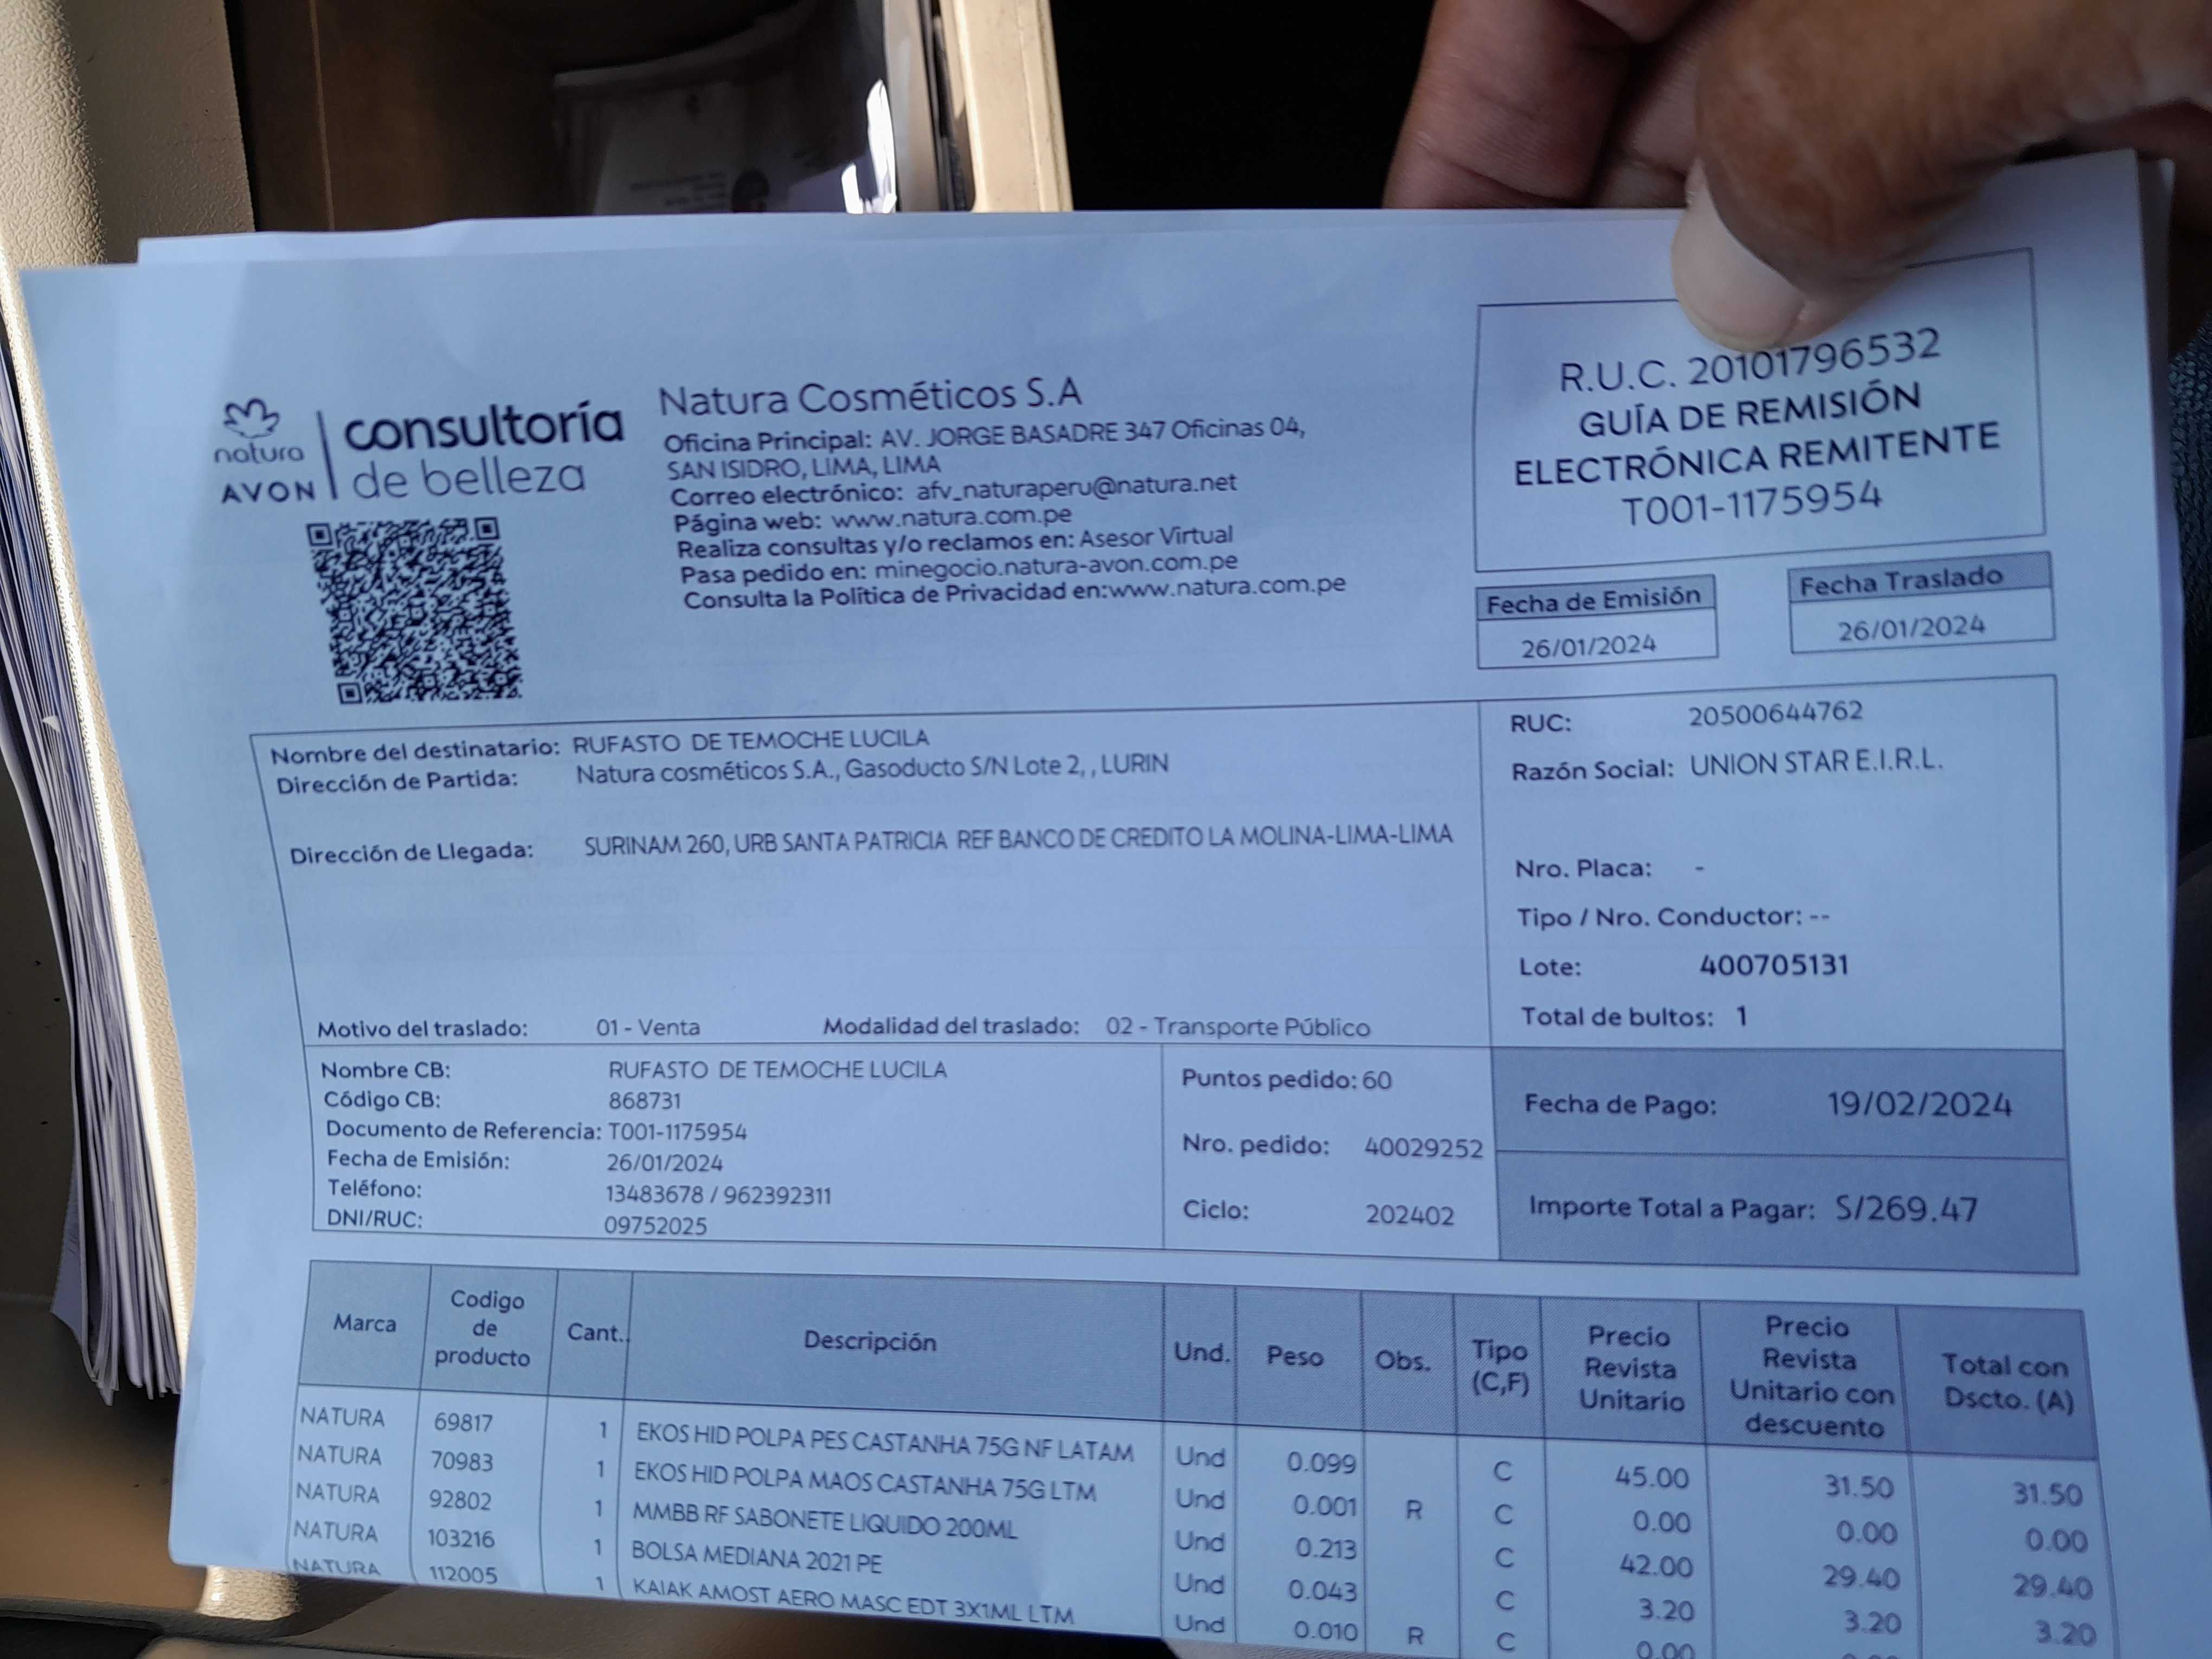 natura
AVON
consultoría
de belleza
Natura Cosméticos S.A
Oficina Principal: AV. JORGE BASADRE 347 Oficinas 04,
SAN ISIDRO, LIMA, LIMA
Correo electrónico: afv_naturaperu@natura.net
Página web: www.natura.com.pe
Realiza consultas y/o reclamos en: Asesor Virtual
Pasa pedido en: minegocio.natura-avon.com.pe
Consulta la Política de Privacidad en:www.natura.com.pe
R.U.C. 20101796532
GUÍA DE REMISIÓN
ELECTRÓNICA REMITENTE
T001-1175954
Fecha de Emisión
26/01/2024
Fecha Traslado
26/01/2024
Nombre del destinatario: RUFASTO DE TEMOCHE LUCILA
Dirección de Partida: Natura cosméticos S.A., Gasoducto S/N Lote 2, , LURIN
Dirección de Llegada: SURINAM 260, URB SANTA PATRICIA REF BANCO DE CREDITO LA MOLINA-LIMA-LIMA
Motivo del traslado: 01 - Venta Modalidad del traslado: 02 - Transporte Público
RUC: 20500644762
Razón Social: UNION STAR E.I.R.L.
Nro. Placa: -
Tipo / Nro. Conductor: --
Lote: 400705131
Total de bultos: 1
Nombre CB: RUFASTO DE TEMOCHE LUCILA
Código CB: 868731
Documento de Referencia: T001-1175954
Fecha de Emisión: 26/01/2024
Teléfono: 13483678 / 962392311
DNI/RUC: 09752025
Puntos pedido: 60
Nro. pedido: 40029252
Ciclo: 202402
Fecha de Pago: 19/02/2024
Importe Total a Pagar: S/269.47
Marca Codigo de producto Cant. Descripción Und. Peso Obs. Tipo (C,F) Precio Revista Unitario Precio Revista Unitario con descuento Total con Dscto. (A)
NATURA 69817 1 EKOS HID POLPA PES CASTANHA 75G NF LATAM Und 0.099 C 45.00 31.50 31.50
NATURA 70983 1 EKOS HID POLPA MAOS CASTANHA 75G LTM Und 0.001 R C 0.00 0.00 0.00
NATURA 92802 1 MMBB RF SABONETE LIQUIDO 200ML Und 0.213 C 42.00 29.40 29.40
NATURA 103216 1 BOLSA MEDIANA 2021 PE Und 0.043 C 3.20 3.20 3.20
NATURA 112005 1 KAIAK AMOST AERO MASC EDT 3X1ML LTM Und 0.010 R C 0.00